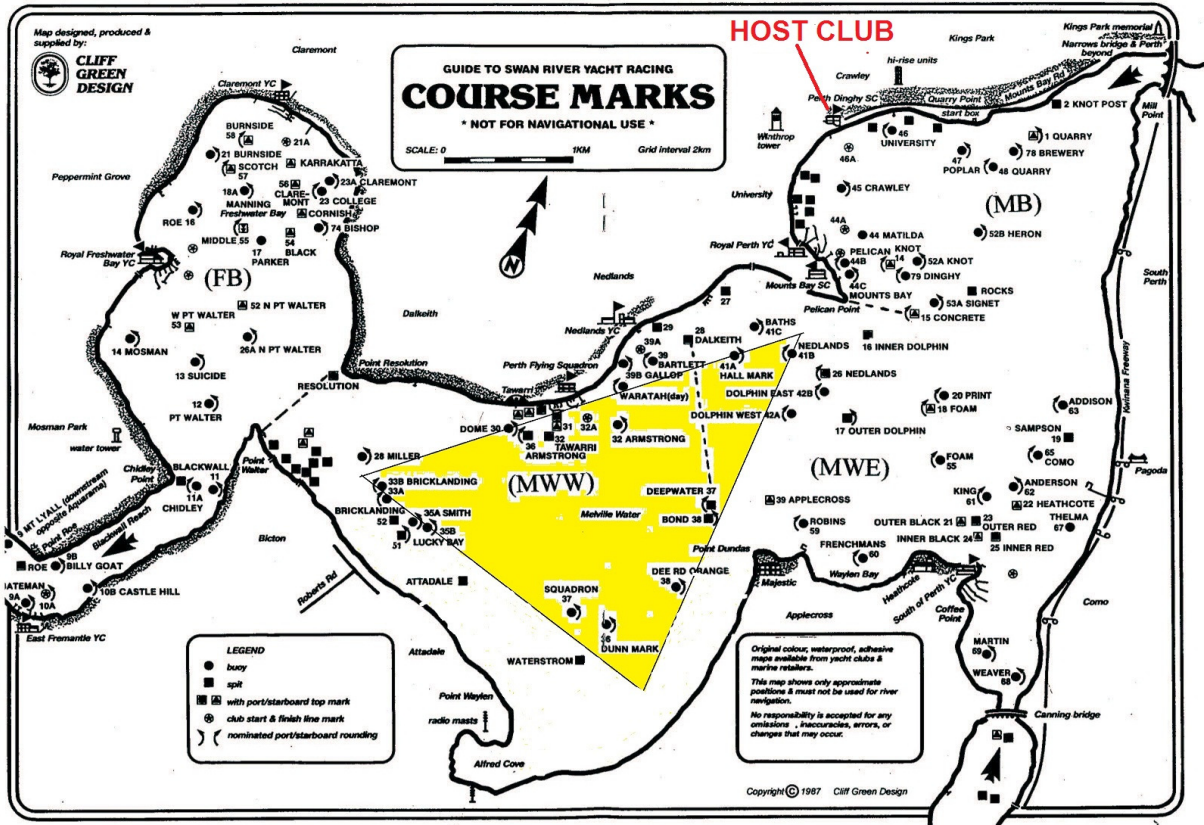 Map designed, produced &
supplied by:
CLIFF
GREEN
DESIGN
GUIDE TO SWAN RIVER YACHT RACING
COURSE MARKS
* NOT FOR NAVIGATIONAL USE *
SCALE: 0
1KM
Grid interval 2km
HOST CLUB
Kings Park memorial
Narrows bridge & Perth
beyond
Kings Park
hi-rise units
Crawley
Perth Dinghy SC
Quarry Point
start box
Mounts Bay Rd
2 KNOT POST
Mill
Point
Winthrop
tower
46
UNIVERSITY
46A
1 QUARRY
78 BREWERY
47
POPLAR
48 QUARRY
University
45 CRAWLEY
(MB)
44A
44 MATILDA
52B HERON
Royal Perth YC
PELICAN
44B
KNOT
14
52A KNOT
79 DINGHY
44C
Mounts Bay SC
MOUNTS BAY
ROCKS
53A SIGNET
Pelican Point
15 CONCRETE
South
Perth
Claremont
Claremont YC
BURNSIDE
58
21A
21 BURNSIDE
SCOTCH
57
KARRAKATTA
Peppermint Grove
18A
MANNING
56
CLARE-
MONT
23A CLAREMONT
23 COLLEGE
Freshwater Bay
CORNISH
ROE 16
MIDDLE 55
54
BLACK
74 BISHOP
17
PARKER
Royal Freshwater
Bay YC
(FB)
N
52 N PT WALTER
W PT WALTER
53
14 MOSMAN
26A N PT WALTER
13 SUICIDE
12
PT WALTER
Dalkeith
Nedlands
Point Resolution
RESOLUTION
Nedlands YC
27
29
28
DALKEITH
BATHS
41C
39A
39
BARTLETT
39B GALLOP
41A
HALL MARK
NEDLANDS
41B
16 INNER DOLPHIN
Perth Flying Squadron
Tawarri
WARATAH(day)
26 NEDLANDS
DOLPHIN EAST 42B
DOLPHIN WEST 42A
17 OUTER DOLPHIN
20 PRINT
18 FOAM
ADDISON
63
Kwinana Freeway
DOME 30
36
ARMSTRONG
31
32
TAWARRI
32A
32 ARMSTRONG
SAMPSON
19
65
COMO
Pagoda
Mosman Park
water tower
Point
Walter
28 MILLER
(MWW)
(MWE)
FOAM
55
Chidley
Point
BLACKWALL
11
11A
CHIDLEY
33B BRICKLANDING
33A
BRICKLANDING
52
35A SMITH
35B
51
LUCKY BAY
DEEPWATER 37
BOND 38
Melville Water
39 APPLECROSS
KING
61
ANDERSON
62
22 HEATHCOTE
THELMA
67
OUTER BLACK 21
23
OUTER RED
INNER BLACK 24
25 INNER RED
ROBINS
59
FRENCHMANS
60
9 MT LYALL (downstream
opposite Aquarama)
Point Roe
Blackwall Reach
ROE
9B
BILLY GOAT
9A
10A
10B CASTLE HILL
East Fremantle YC
Bicton
Roberts Rd
ATTADALE
Point Dundas
Majestic
Waylen Bay
Heathcote
South of Perth YC
Coffee
Point
Como
DEE RD ORANGE
38
Applecross
SQUADRON
37
36
DUNN MARK
Attadale
WATERSTROM
Point Waylen
radio masts
Alfred Cove
MARTIN
69
WEAVER
68
Canning bridge
LEGEND
buoy
spit
with port/starboard top mark
club start & finish line mark
nominated port/starboard rounding
Original colour, waterproof, adhesive
maps available from yacht clubs &
marine retailers.
This map shows only approximate
positions & must not be used for river
navigation.
No responsibility is accepted for any
omissions , inaccuracies, errors, or
changes that may occur.
Copyright © 1987 Cliff Green Design